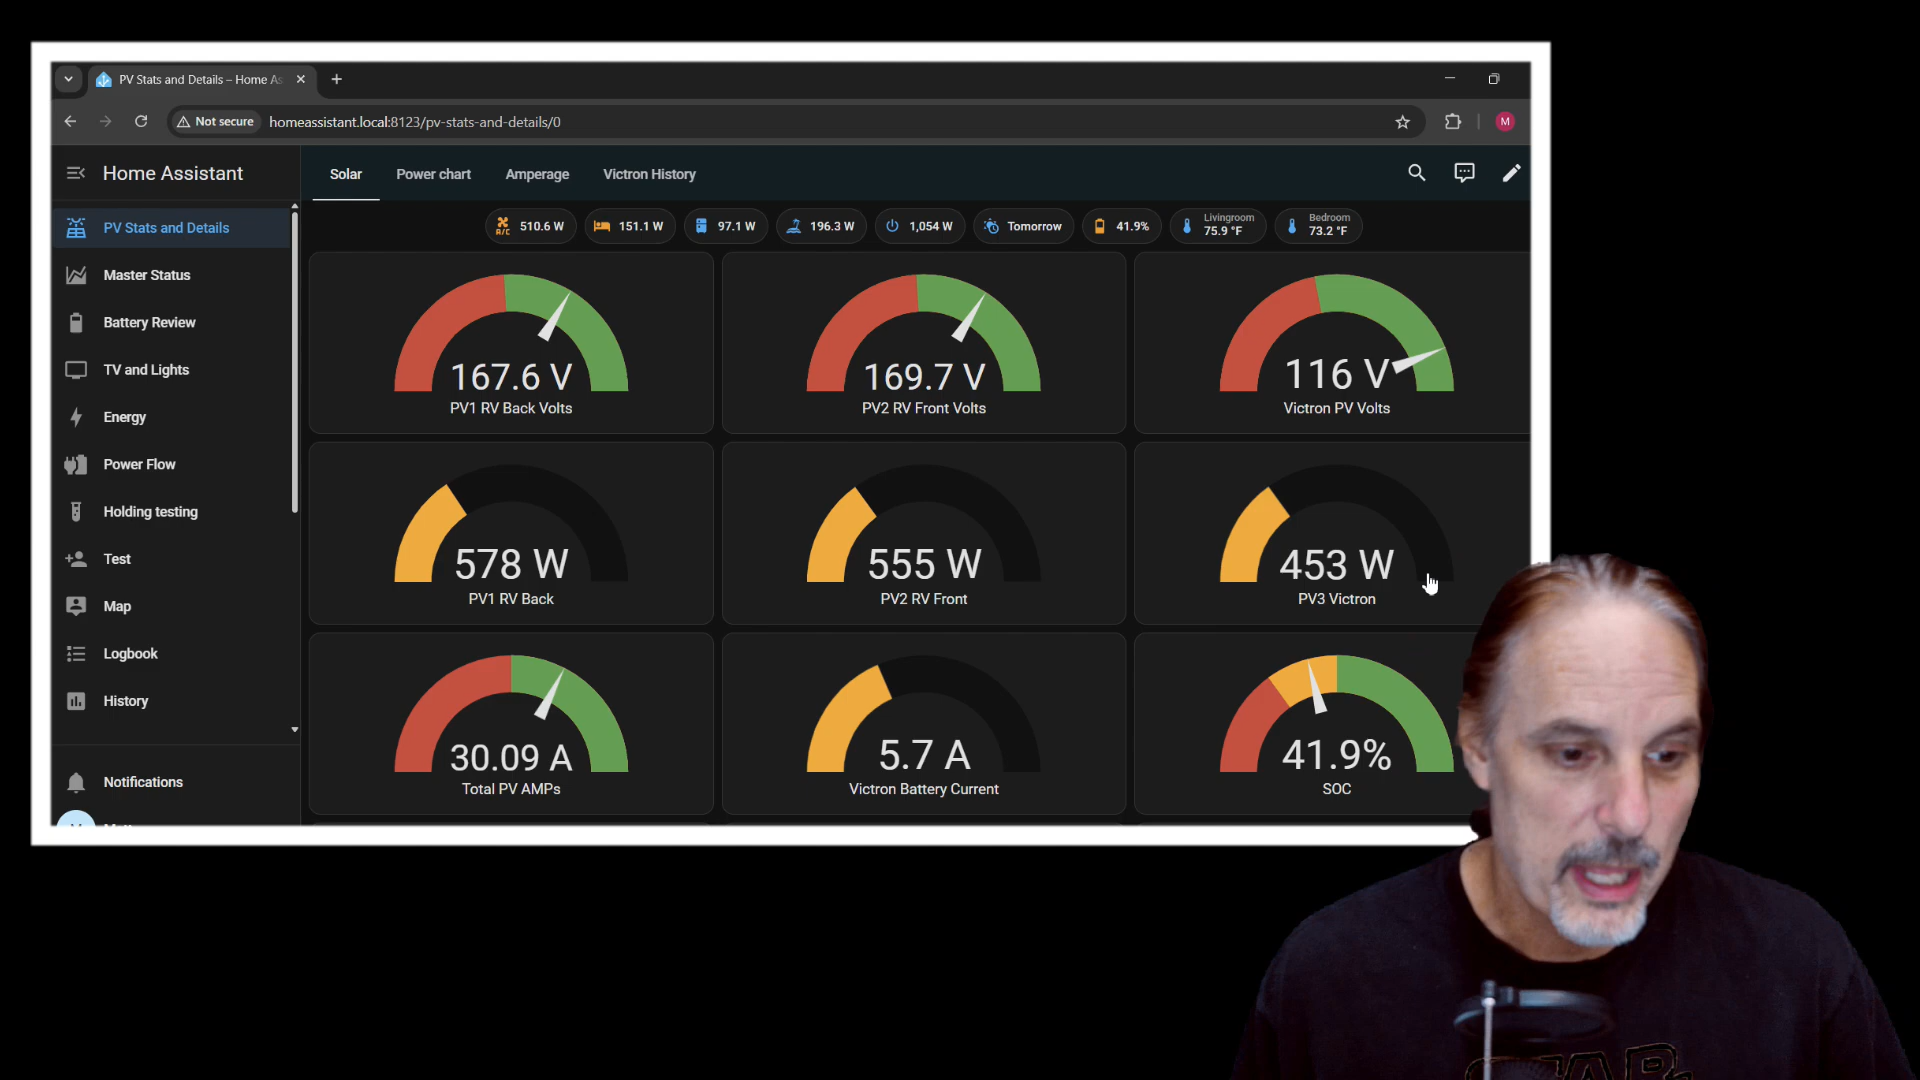 PV Stats and Details – Home As
Not secure
homeassistant.local:8123/pv-stats-and-details/0
M
Home Assistant
Solar
Power chart
Amperage
Victron History
PV Stats and Details
Master Status
Battery Review
TV and Lights
Energy
Power Flow
Holding testing
Test
Map
Logbook
History
Notifications
A/C
510.6 W
151.1 W
97.1 W
196.3 W
1,054 W
Tomorrow
41.9%
Livingroom
75.9 °F
Bedroom
73.2 °F
167.6 V
PV1 RV Back Volts
169.7 V
PV2 RV Front Volts
116 V
Victron PV Volts
578 W
PV1 RV Back
555 W
PV2 RV Front
453 W
PV3 Victron
30.09 A
Total PV AMPs
5.7 A
Victron Battery Current
41.9%
SOC